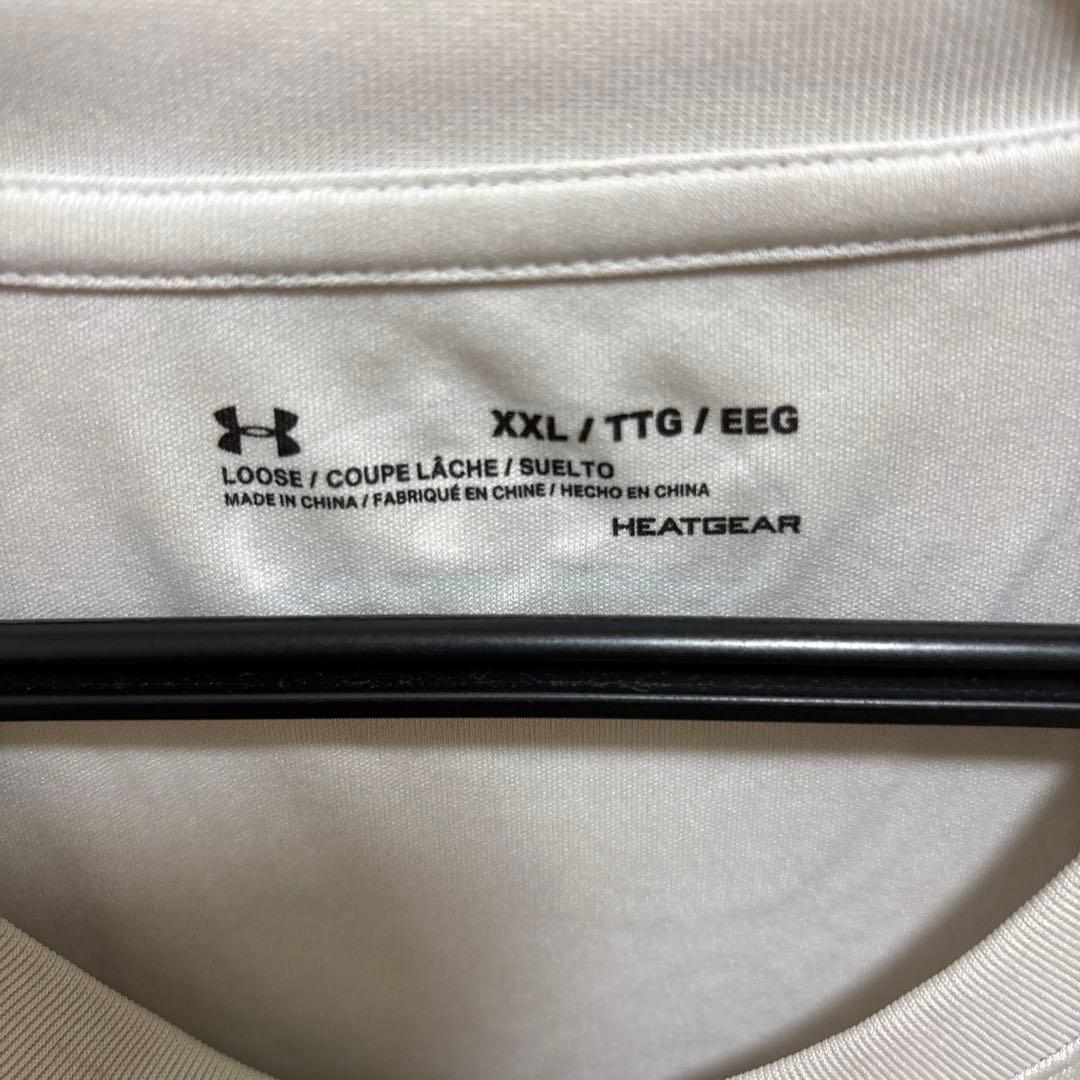 XXL / TTG / EEG
LOOSE / COUPE LÂCHE / SUELTO
MADE IN CHINA / FABRIQUÉ EN CHINE / HECHO EN CHINA
HEATGEAR